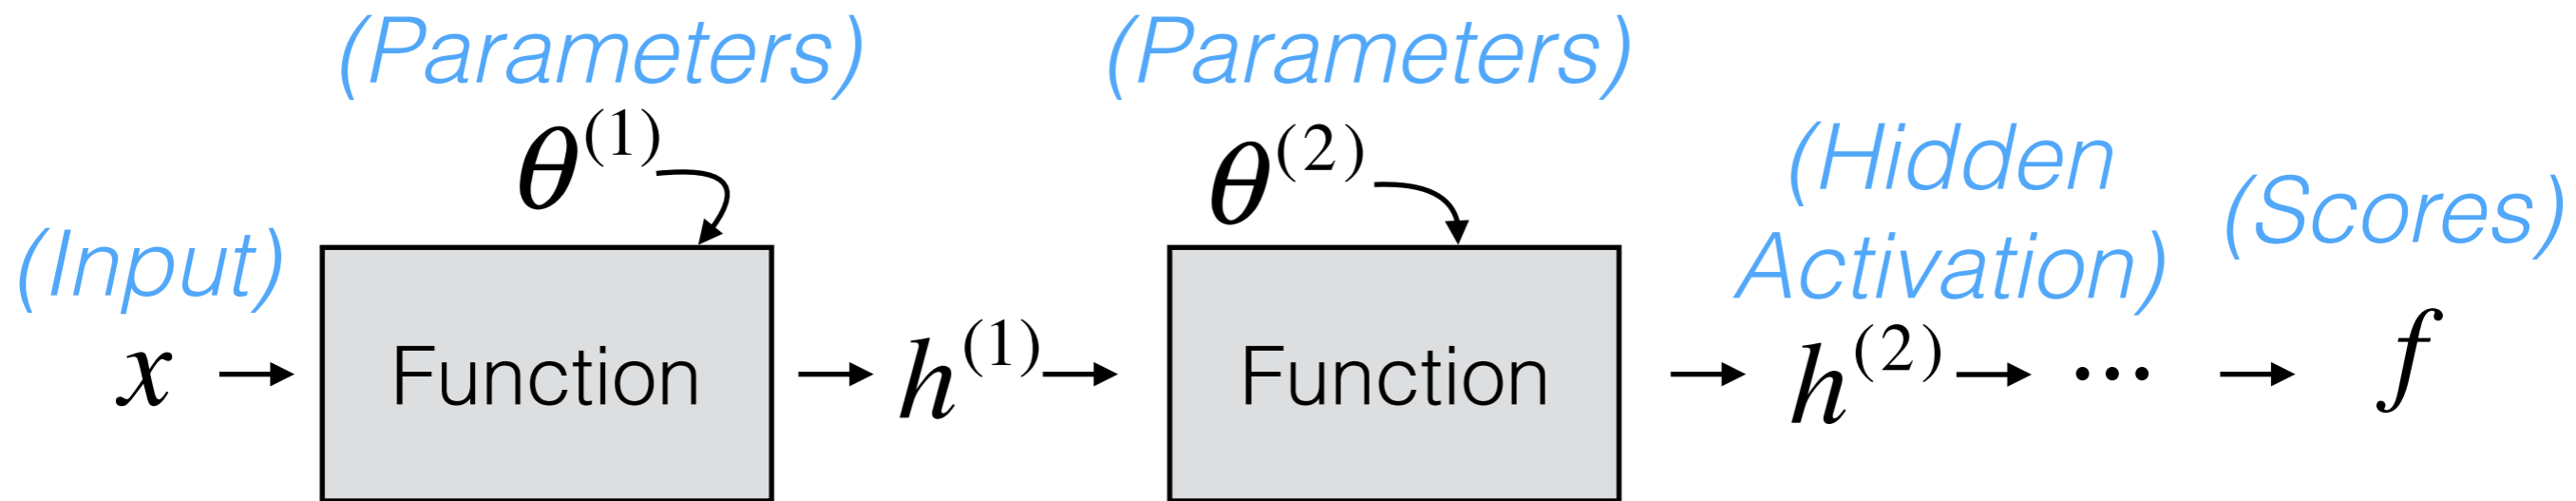 (Parameters) (Parameters)
θ^(1) θ^(2) (Hidden
(Input) Activation) (Scores)
x → Function → h^(1) → Function → h^(2) → ... → f